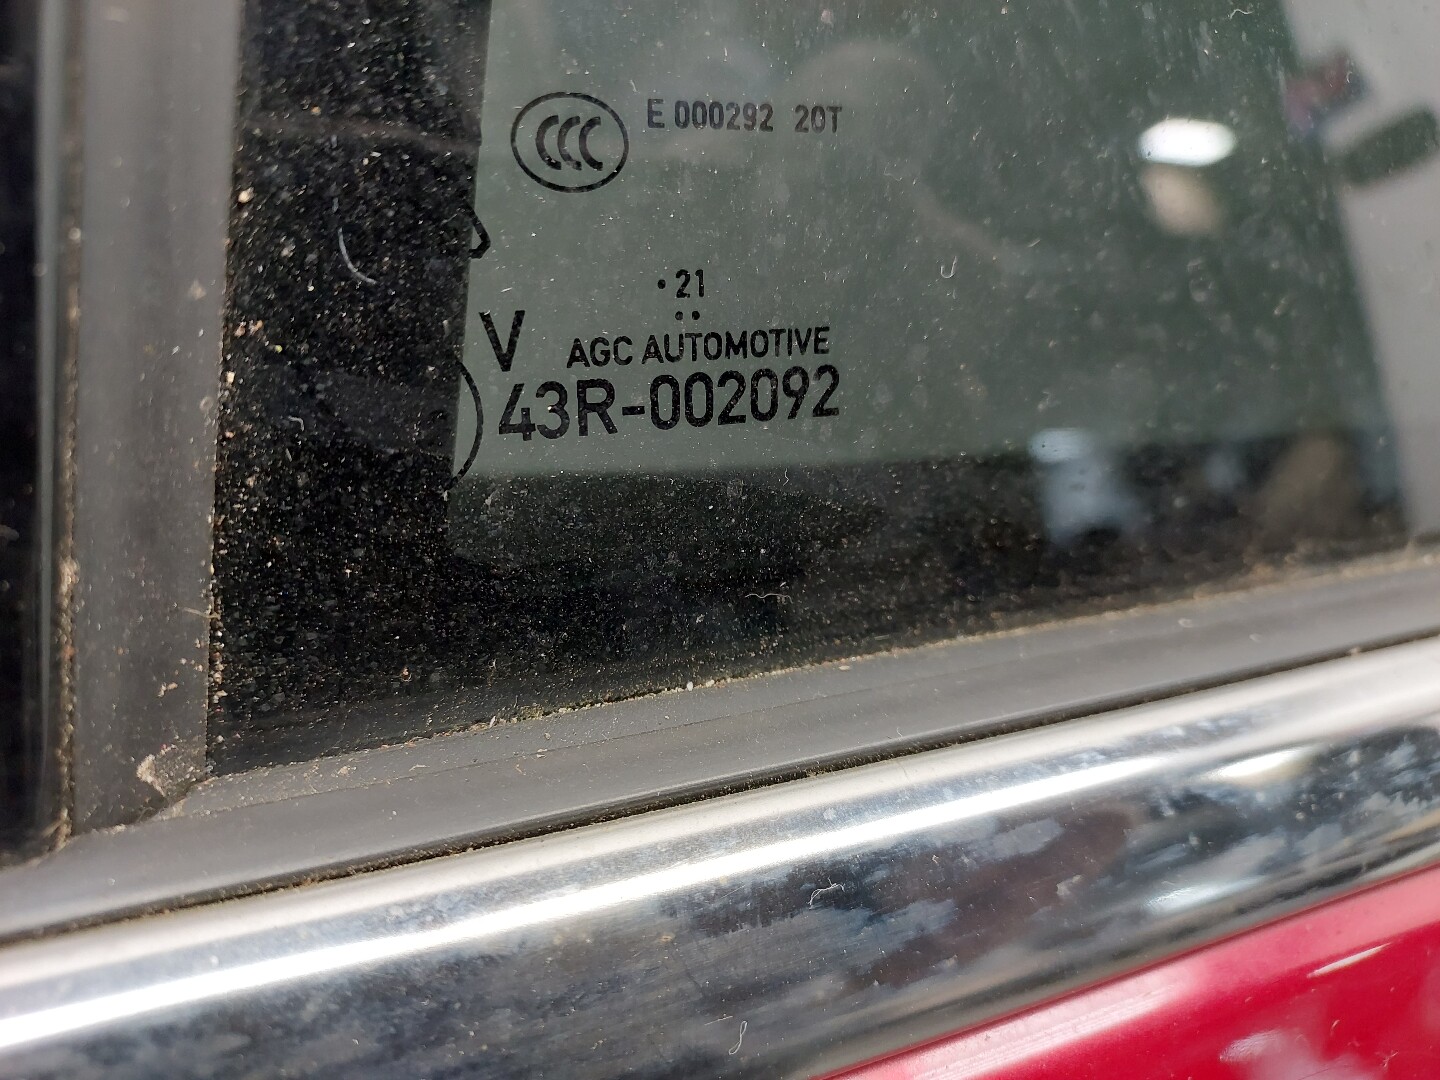 CCC E 000292 20T
·21
··
V AGC AUTOMOTIVE
43R-002092